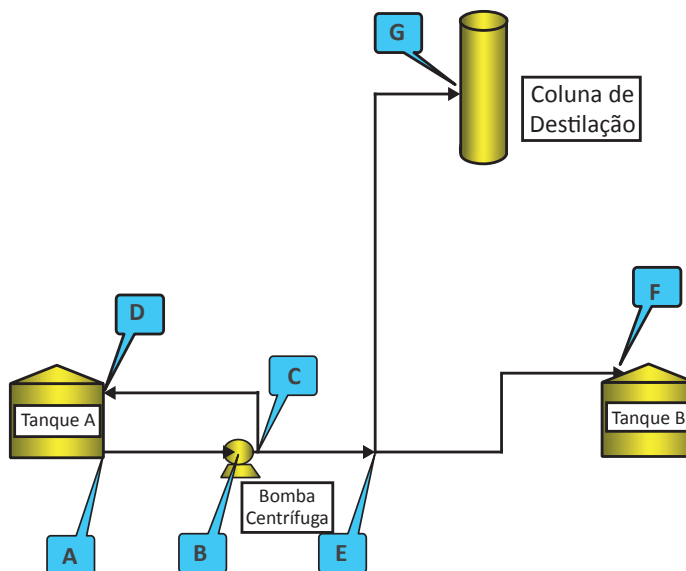 G
Coluna de
Destilação
D
F
C
Tanque A
Tanque B
Bomba
Centrífuga
A
B
E